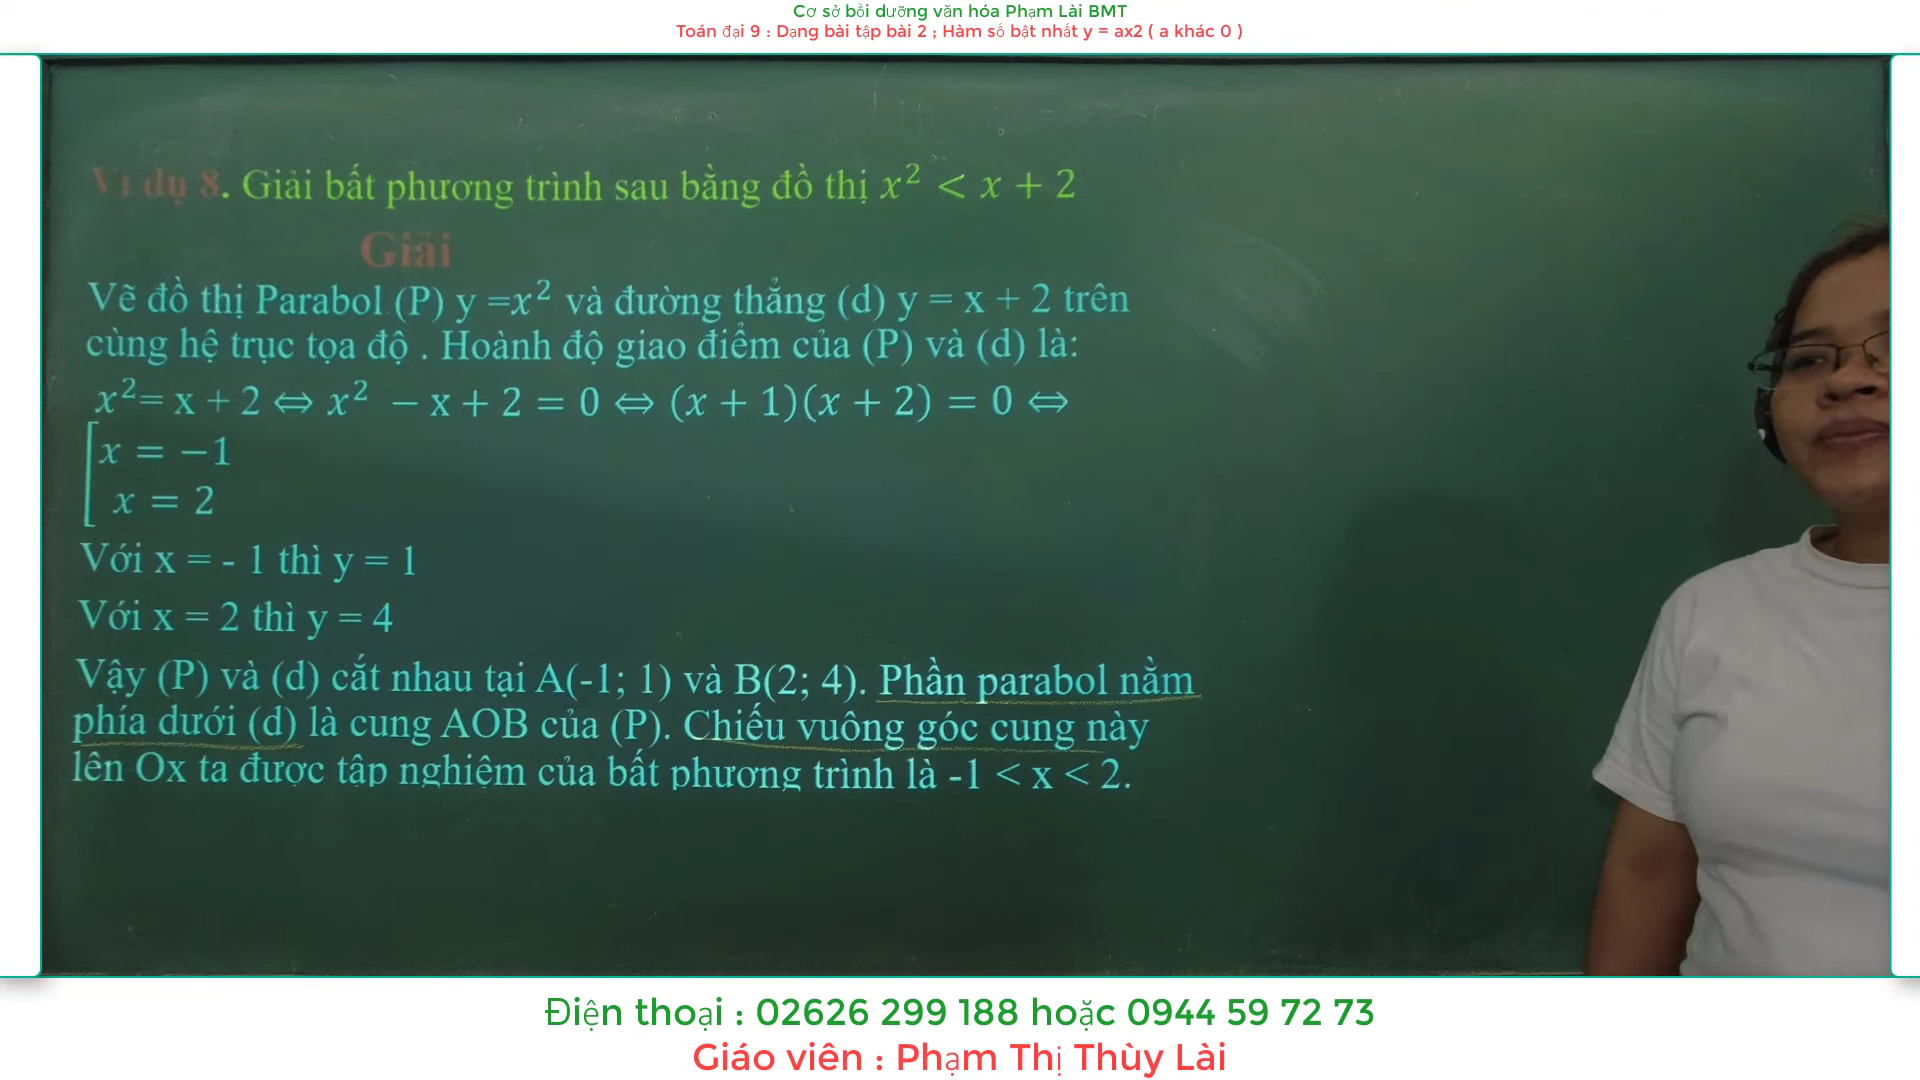 Cơ sở bồi dưỡng văn hóa Phạm Lài BMT
Toán đại 9 : Dạng bài tập bài 2 ; Hàm số bật nhất y = ax2 ( a khác 0 )
Ví dụ 8. Giải bất phương trình sau bằng đồ thị x² < x + 2
Giải
Vẽ đồ thị Parabol (P) y =x² và đường thẳng (d) y = x + 2 trên
cùng hệ trục tọa độ . Hoành độ giao điểm của (P) và (d) là:
x²= x + 2 ⇔ x² − x + 2 = 0 ⇔ (x + 1)(x + 2) = 0 ⇔
[x = −1
x = 2
Với x = - 1 thì y = 1
Với x = 2 thì y = 4
Vậy (P) và (d) cắt nhau tại A(-1; 1) và B(2; 4). Phần parabol nằm
phía dưới (d) là cung AOB của (P). Chiếu vuông góc cung này
lên Ox ta được tập nghiệm của bất phương trình là -1 < x < 2.
Điện thoại : 02626 299 188 hoặc 0944 59 72 73
Giáo viên : Phạm Thị Thùy Lài